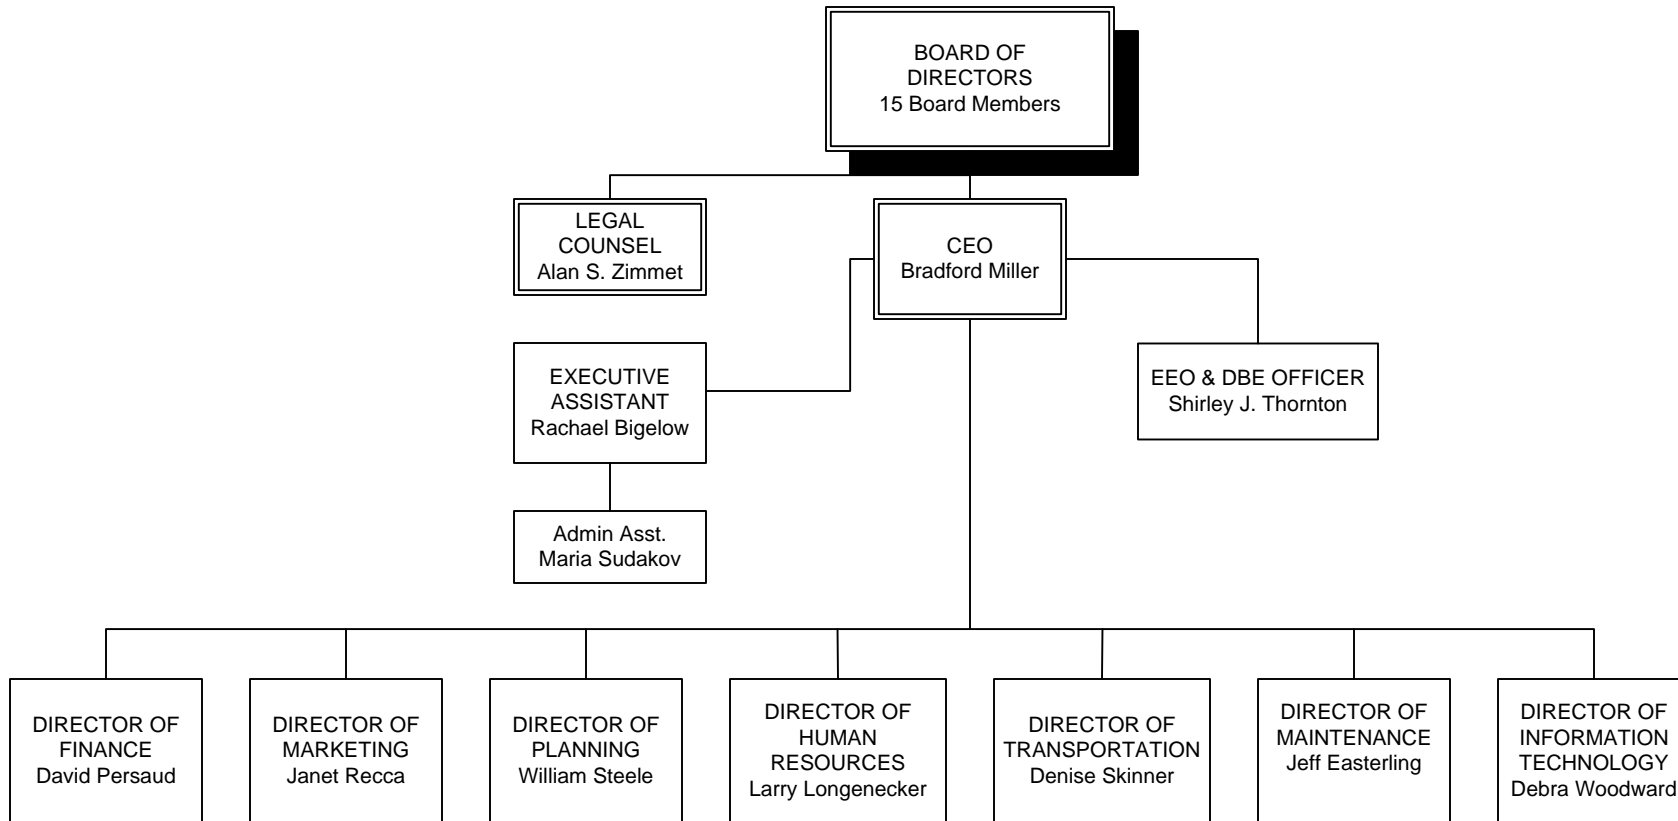 BOARD OF
DIRECTORS
15 Board Members
LEGAL
COUNSEL
Alan S. Zimmet
CEO
Bradford Miller
EXECUTIVE
ASSISTANT
Rachael Bigelow
EEO & DBE OFFICER
Shirley J. Thornton
Admin Asst.
Maria Sudakov
DIRECTOR OF
FINANCE
David Persaud
DIRECTOR OF
MARKETING
Janet Recca
DIRECTOR OF
PLANNING
William Steele
DIRECTOR OF
HUMAN
RESOURCES
Larry Longenecker
DIRECTOR OF
TRANSPORTATION
Denise Skinner
DIRECTOR OF
MAINTENANCE
Jeff Easterling
DIRECTOR OF
INFORMATION
TECHNOLOGY
Debra Woodward